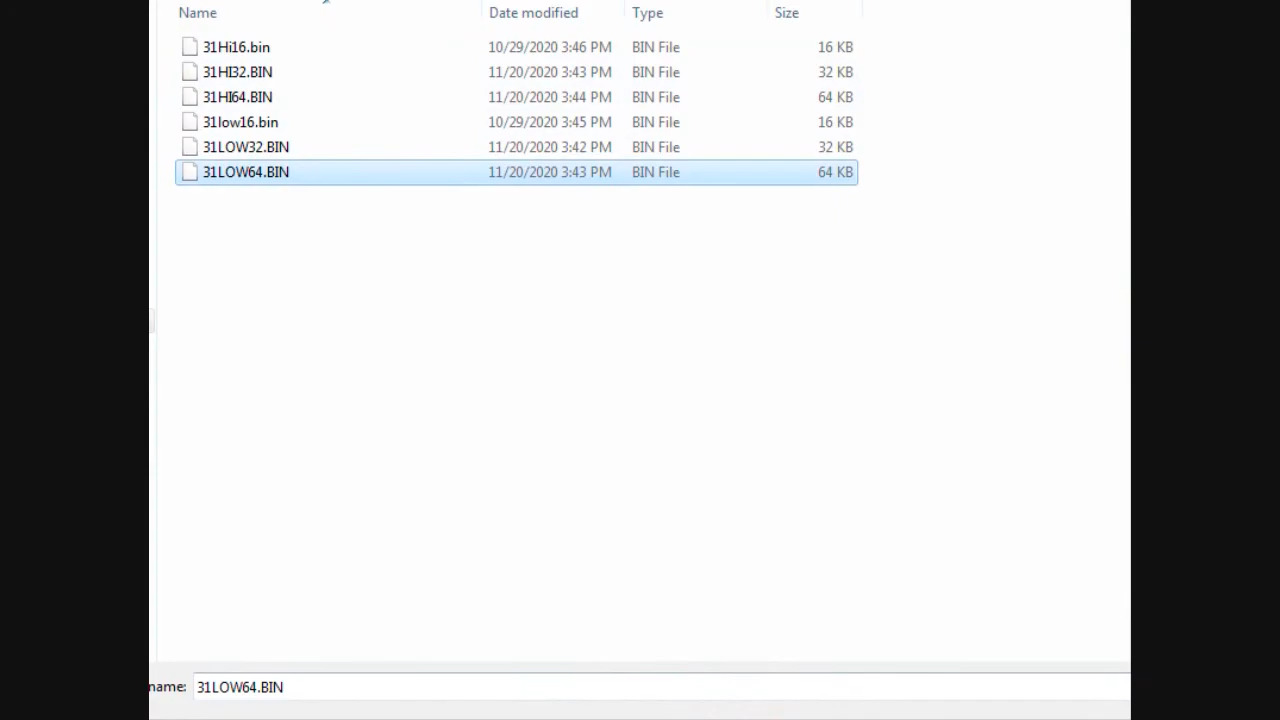 Name Date modified Type Size
31Hi16.bin 10/29/2020 3:46 PM BIN File 16 KB
31HI32.BIN 11/20/2020 3:43 PM BIN File 32 KB
31HI64.BIN 11/20/2020 3:44 PM BIN File 64 KB
31low16.bin 10/29/2020 3:45 PM BIN File 16 KB
31LOW32.BIN 11/20/2020 3:42 PM BIN File 32 KB
31LOW64.BIN 11/20/2020 3:43 PM BIN File 64 KB
name: 31LOW64.BIN